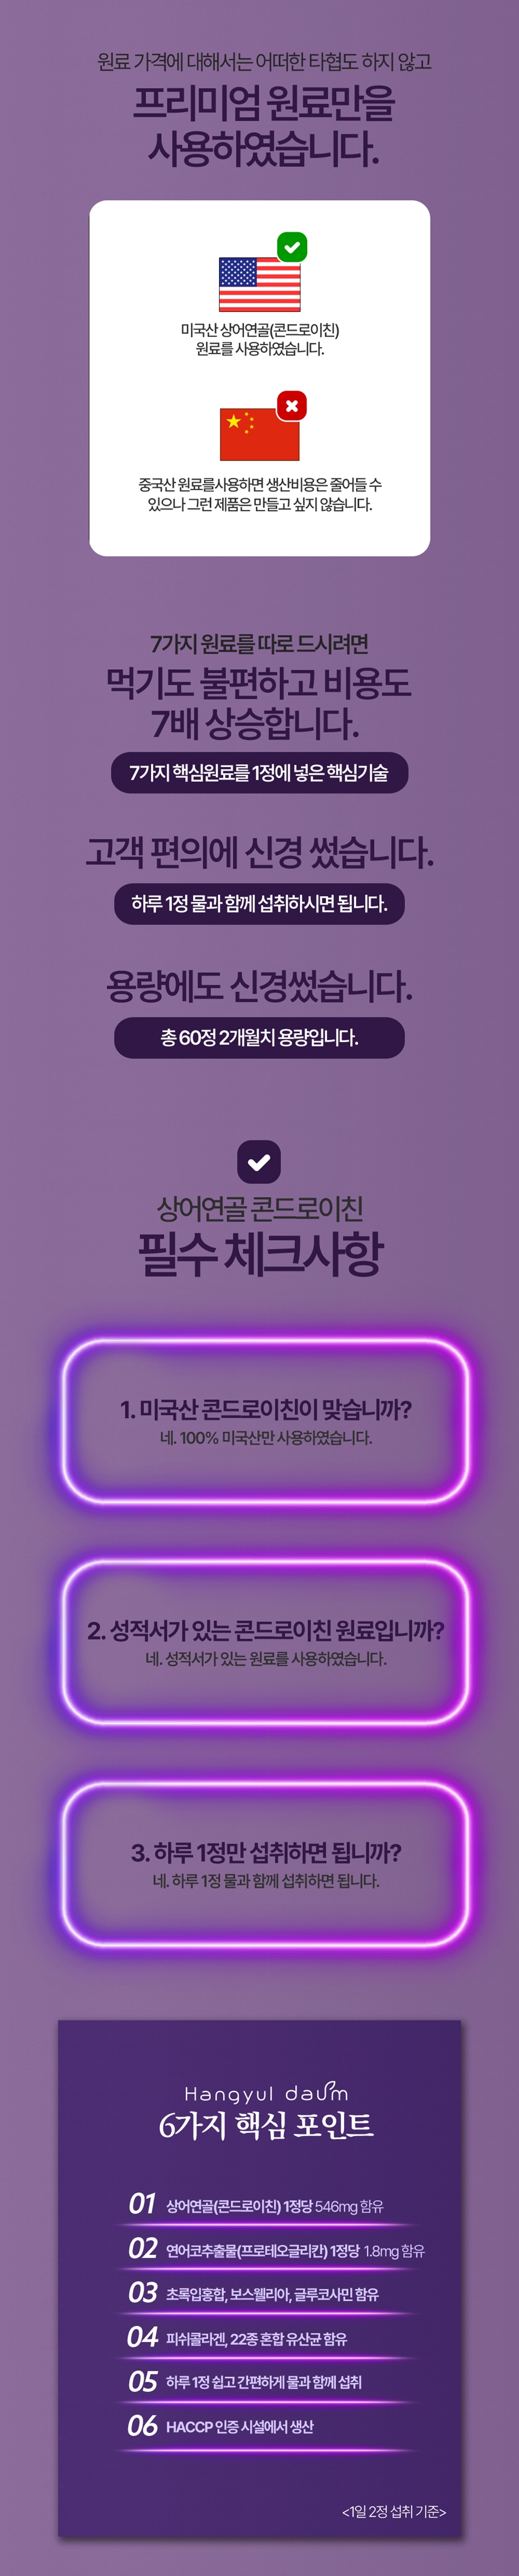 원료 가격에 대해서는 어떠한 타협도 하지 않고
프리미엄 원료만을
사용하였습니다.
미국산 상어연골(콘드로이친)
원료를 사용하였습니다.
중국산 원료를사용하면 생산비용은 줄어들 수
있으나 그런 제품은 만들고 싶지 않습니다.
7가지 원료를 따로 드시려면
먹기도 불편하고 비용도
7배 상승합니다.
7가지 핵심원료를 1정에 넣은 핵심기술
고객 편의에 신경 썼습니다.
하루 1정 물과 함께 섭취하시면 됩니다.
용량에도 신경썼습니다.
총 60정 2개월치 용량입니다.
상어연골 콘드로이친
필수 체크사항
1. 미국산 콘드로이친이 맞습니까?
네. 100% 미국산만 사용하였습니다.
2. 성적서가 있는 콘드로이친 원료입니까?
네. 성적서가 있는 원료를 사용하였습니다.
3. 하루 1정만 섭취하면 됩니까?
네. 하루 1정 물과 함께 섭취하면 됩니다.
Hangyul daum
6가지 핵심 포인트
01 상어연골(콘드로이친) 1정당 546mg 함유
02 연어코추출물(프로테오글리칸) 1정당 1.8mg 함유
03 초록입홍합, 보스웰리아, 글루코사민 함유
04 피쉬콜라겐, 22종 혼합 유산균 함유
05 하루 1정 쉽고 간편하게 물과 함께 섭취
06 HACCP 인증 시설에서 생산
<1일 2정 섭취 기준>